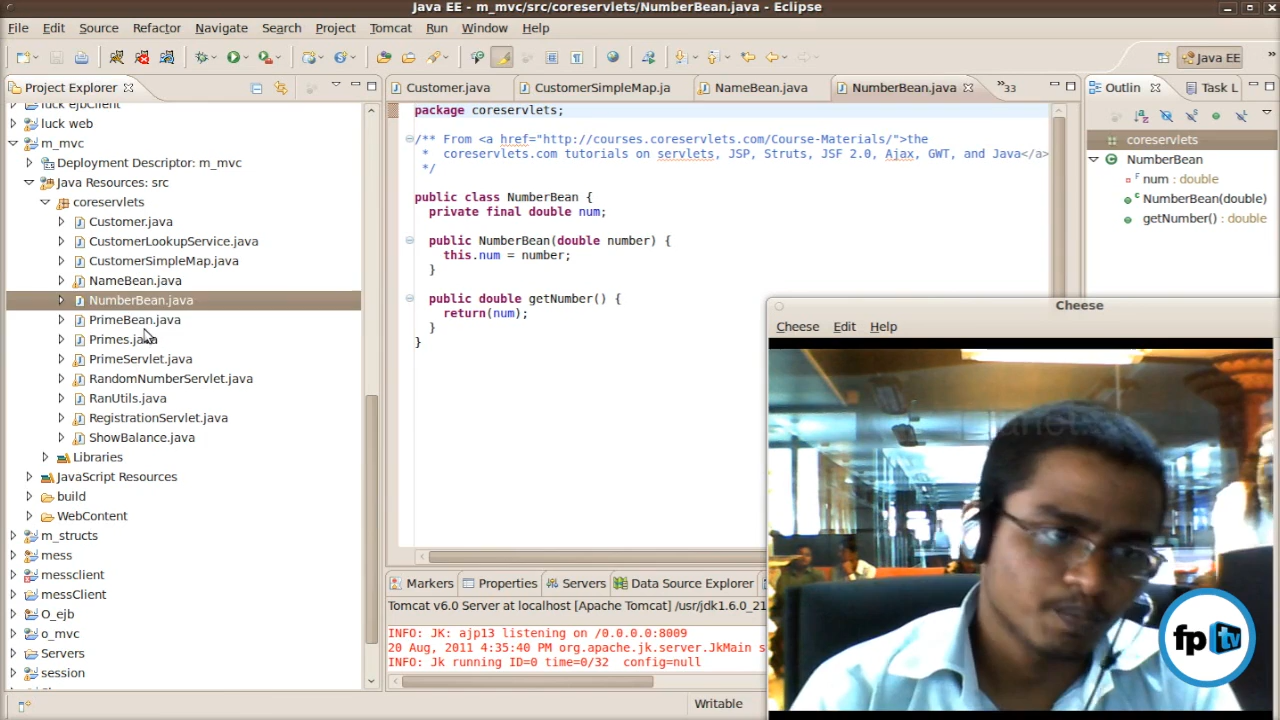 Java EE - m_mvc/src/coreservlets/NumberBean.java - Eclipse
File Edit Source Refactor Navigate Search Project Tomcat Run Window Help
Java EE
Project Explorer
luck ejbClient
luck web
m_mvc
Deployment Descriptor: m_mvc
Java Resources: src
coreservlets
Customer.java
CustomerLookupService.java
CustomerSimpleMap.java
NameBean.java
NumberBean.java
PrimeBean.java
Primes.java
PrimeServlet.java
RandomNumberServlet.java
RanUtils.java
RegistrationServlet.java
ShowBalance.java
Libraries
JavaScript Resources
build
WebContent
m_structs
mess
messclient
messClient
O_ejb
o_mvc
Servers
session
Customer.java CustomerSimpleMap.ja NameBean.java NumberBean.java 33
package coreservlets;
/** From <a href="http://courses.coreservlets.com/Course-Materials/">the
* coreservlets.com tutorials on servlets, JSP, Struts, JSF 2.0, Ajax, GWT, and Java</a>
*/
public class NumberBean {
private final double num;
public NumberBean(double number) {
this.num = number;
}
public double getNumber() {
return(num);
}
}
Outlin Task L
coreservlets
NumberBean
num : double
NumberBean(double)
getNumber() : double
Markers Properties Servers Data Source Explorer
Tomcat v6.0 Server at localhost [Apache Tomcat] /usr/jdk1.6.0_21
INFO: JK: ajp13 listening on /0.0.0.0:8009
20 Aug, 2011 4:35:40 PM org.apache.jk.server.JkMain s
INFO: Jk running ID=0 time=0/32 config=null
Writable
Cheese
Cheese Edit Help
fp tv